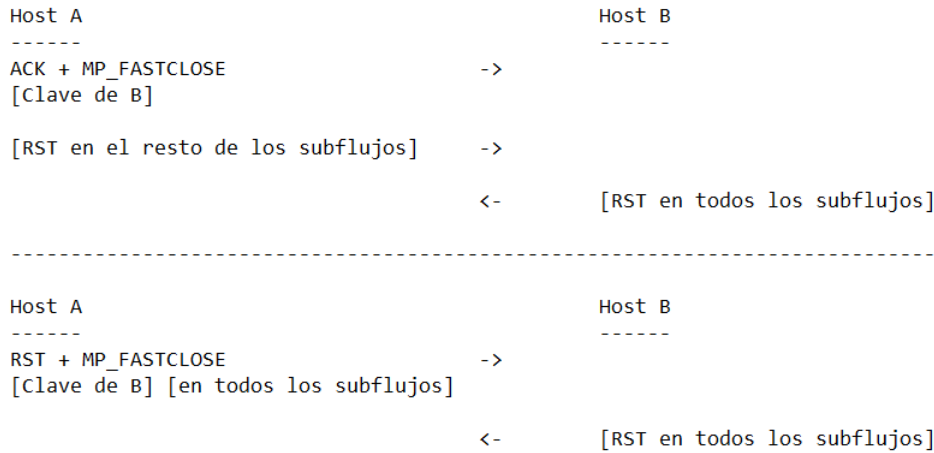 Host A                                           Host B
------                                           ------
ACK + MP_FASTCLOSE                     ->
[Clave de B]
[RST en el resto de los subflujos]     ->
                                       <-        [RST en todos los subflujos]
-----------------------------------------------------------------------------
Host A                                           Host B
------                                           ------
RST + MP_FASTCLOSE                     ->
[Clave de B] [en todos los subflujos]
                                       <-        [RST en todos los subflujos]